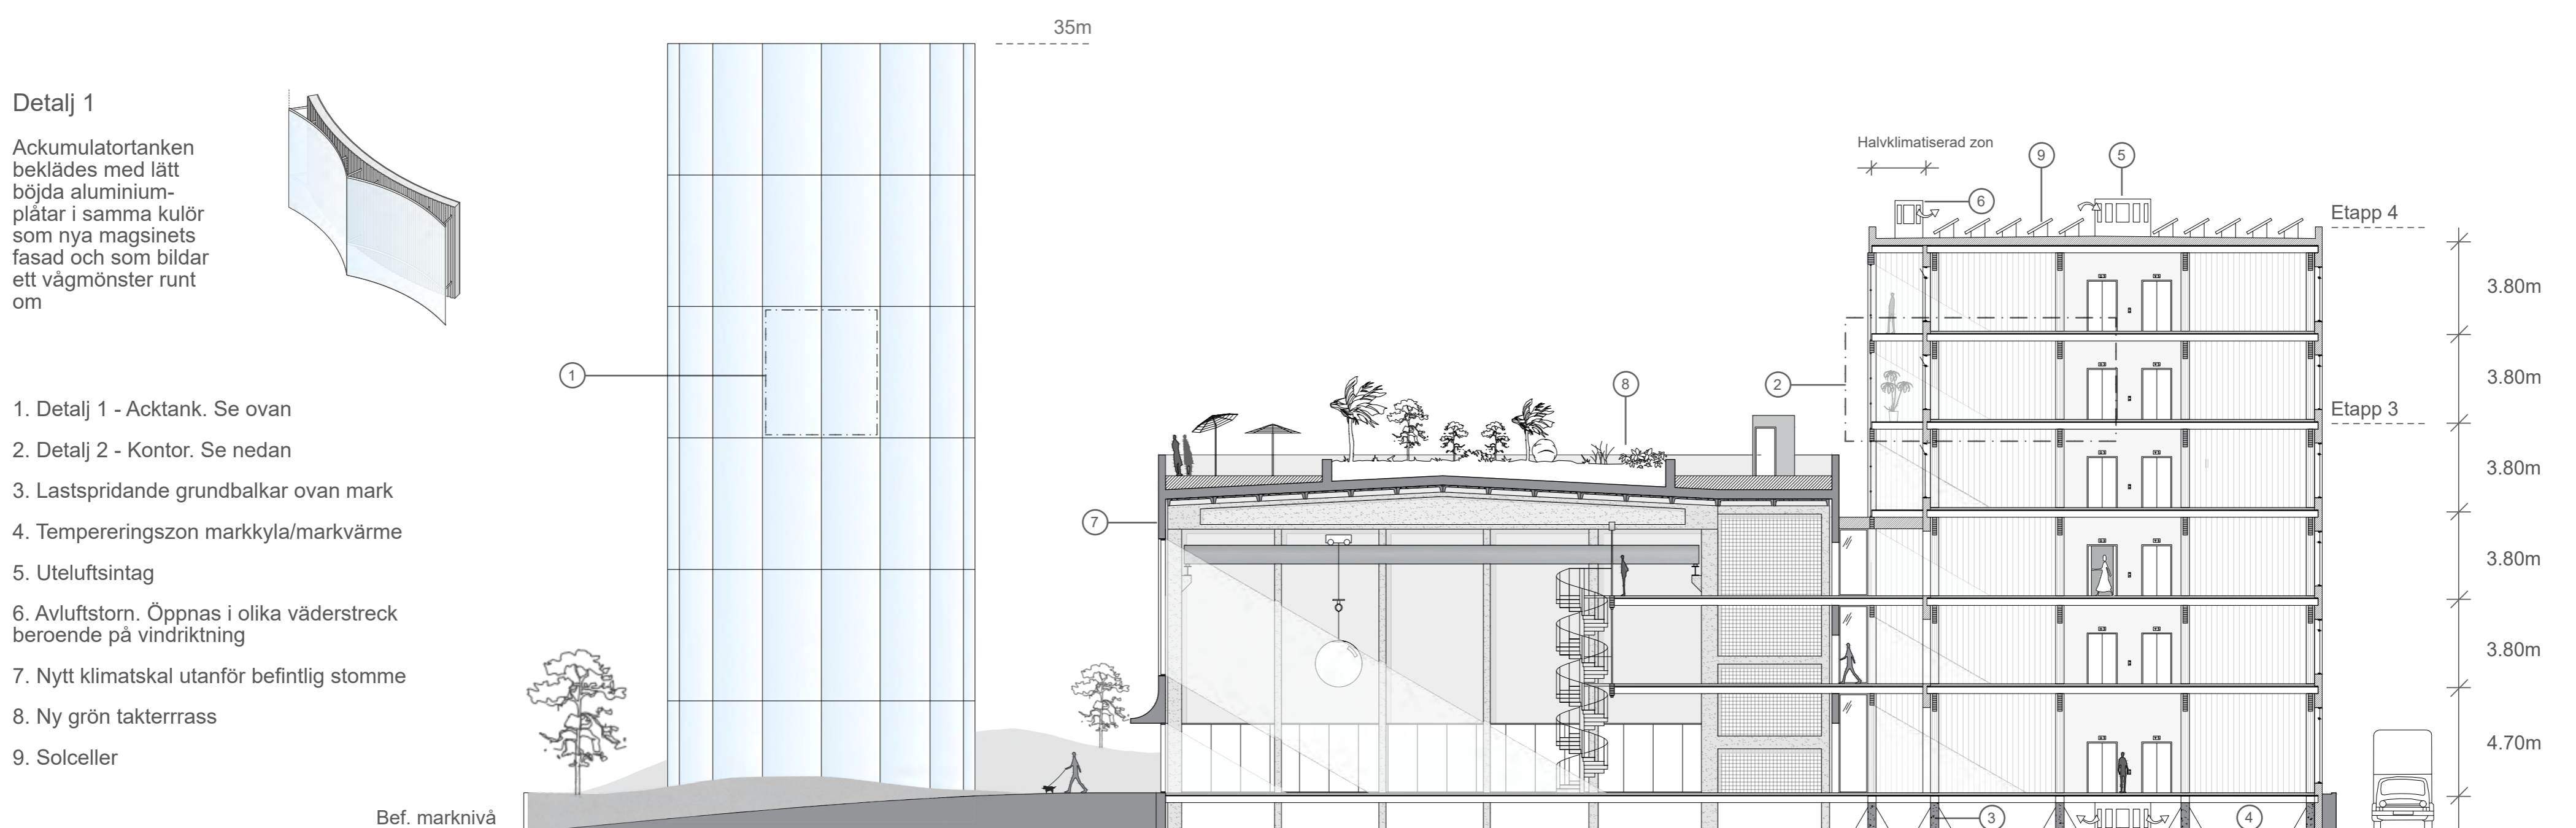 35m
Detalj 1
Ackumulatortanken
beklädes med lätt
böjda aluminium-
plåtar i samma kulör
som nya magsinets
fasad och som bildar
ett vågmönster runt
om
1. Detalj 1 - Acktank. Se ovan
2. Detalj 2 - Kontor. Se nedan
3. Lastspridande grundbalkar ovan mark
4. Tempereringszon markkyla/markvärme
5. Uteluftsintag
6. Avluftstorn. Öppnas i olika väderstreck
beroende på vindriktning
7. Nytt klimatskal utanför befintlig stomme
8. Ny grön takterrrass
9. Solceller
Bef. marknivå
1
7
8
2
Halvklimatiserad zon
9
5
6
Etapp 4
3.80m
3.80m
Etapp 3
3.80m
3.80m
3.80m
4.70m
3
4